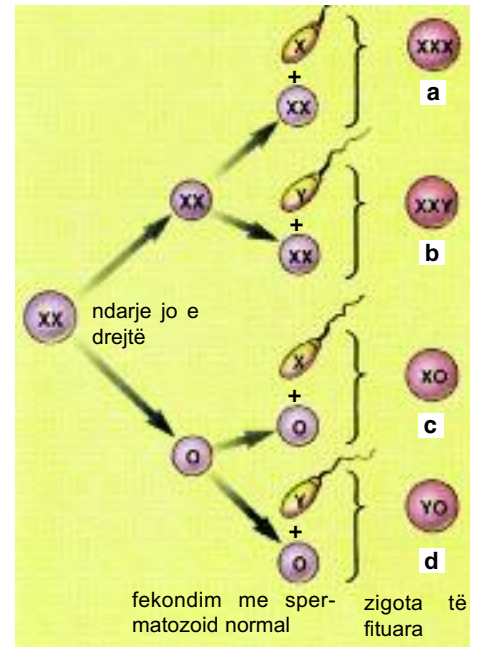 X
+
XX
XXX
a
XX
Y
+
XX
XXY
b
XX
ndarje jo e
drejtë
X
+
O
XO
c
O
Y
+
O
YO
d
fekondim me sper-
matozoid normal
zigota të
fituara